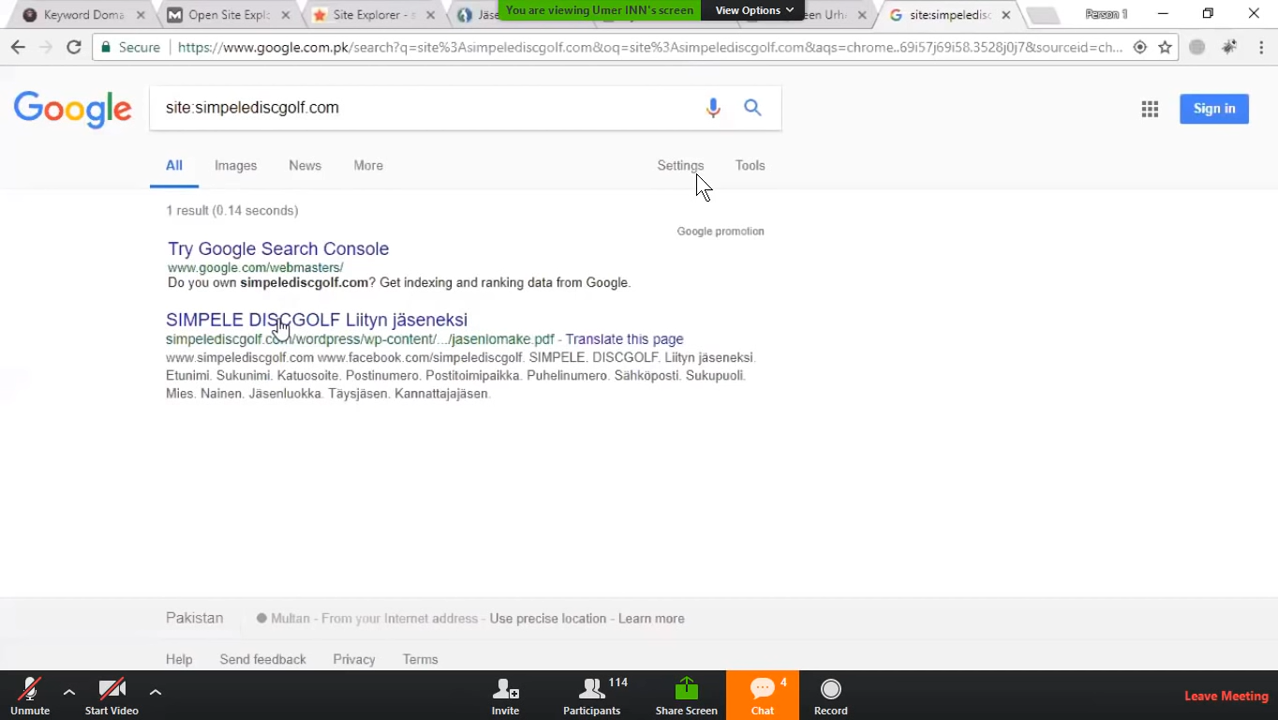 Keyword Doma
Open Site Expl
Site Explorer - s
Jäse
You are viewing Umer INN's screen
View Options
een Urh
site:simpeledisc
Person 1
Secure
https://www.google.com.pk/search?q=site%3Asimpelediscgolf.com&oq=site%3Asimpelediscgolf.com&aqs=chrome..69i57j69i58.3528j0j7&sourceid=ch...
Google
site:simpelediscgolf.com
Sign in
All
Images
News
More
Settings
Tools
1 result (0.14 seconds)
Google promotion
Try Google Search Console
www.google.com/webmasters/
Do you own simpelediscgolf.com? Get indexing and ranking data from Google.
SIMPELE DISCGOLF Liityn jäseneksi
simpelediscgolf.com/wordpress/wp-content/.../jasenlomake.pdf - Translate this page
www.simpelediscgolf.com www.facebook.com/simpelediscgolf. SIMPELE. DISCGOLF. Liityn jäseneksi.
Etunimi. Sukunimi. Katuosoite. Postinumero. Postitoimipaikka. Puhelinumero. Sähköposti. Sukupuoli.
Mies. Nainen. Jäsenluokka. Täysjäsen. Kannattajajäsen.
Pakistan
Multan - From your Internet address - Use precise location - Learn more
Help
Send feedback
Privacy
Terms
Unmute
Start Video
Invite
114
Participants
Share Screen
4
Chat
Record
Leave Meeting